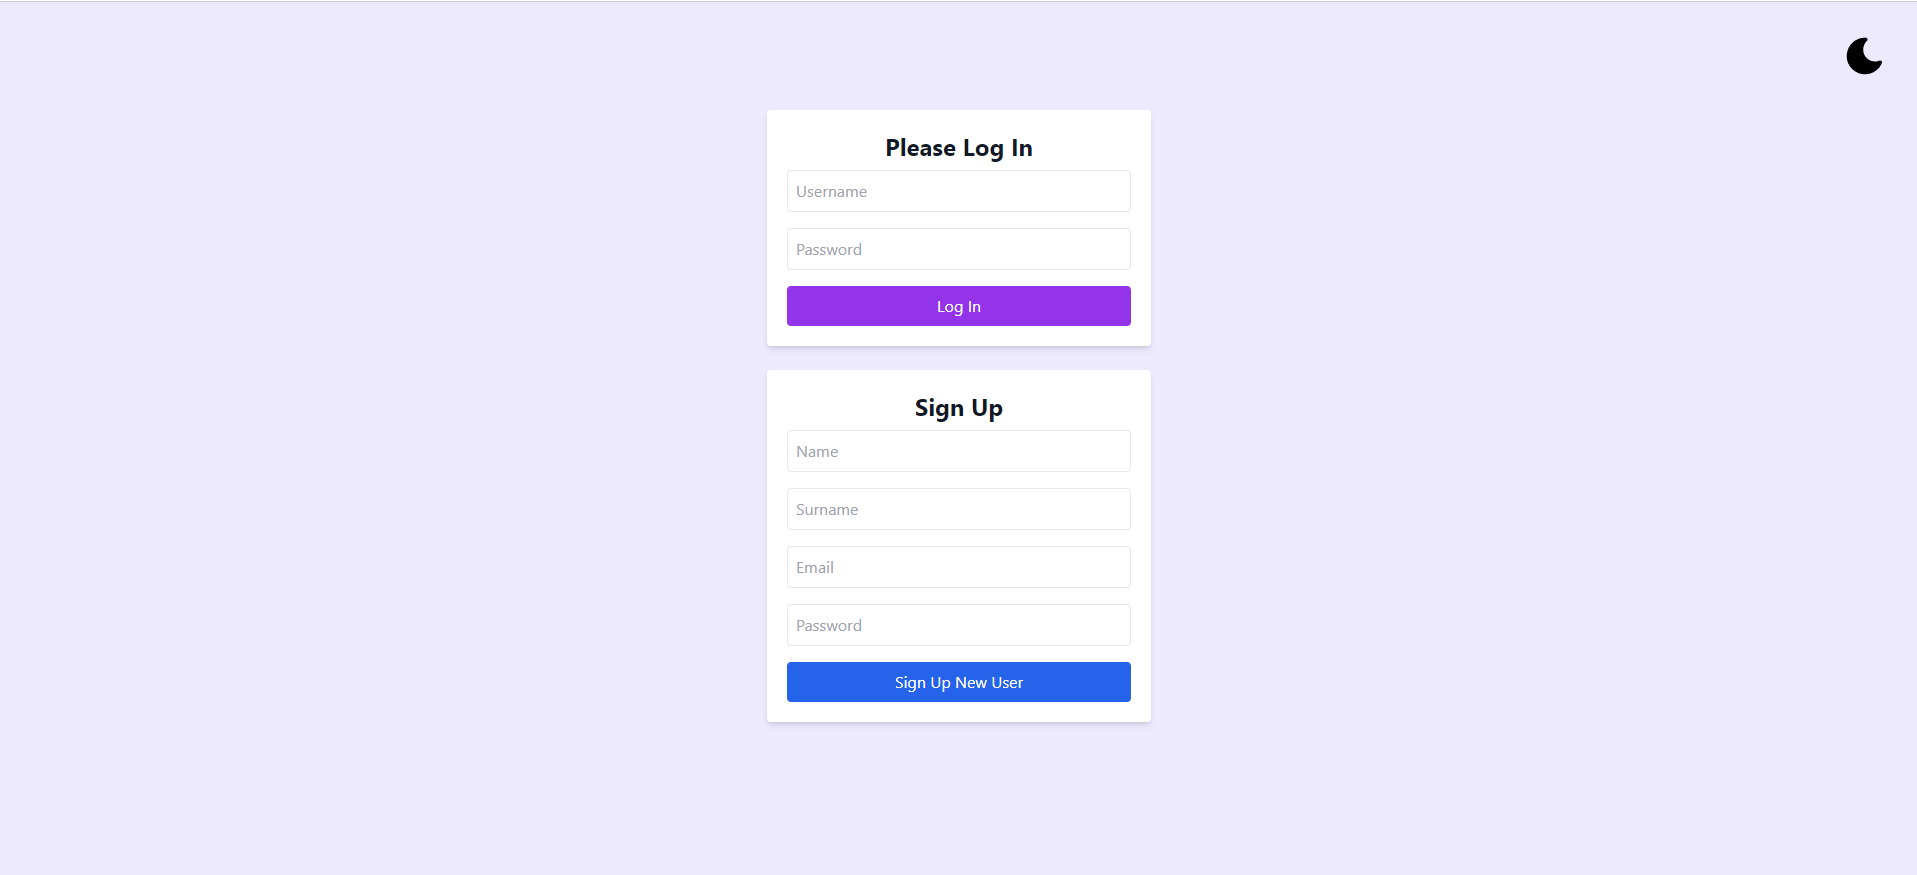 Please Log In
Username
Password
Log In
Sign Up
Name
Surname
Email
Password
Sign Up New User